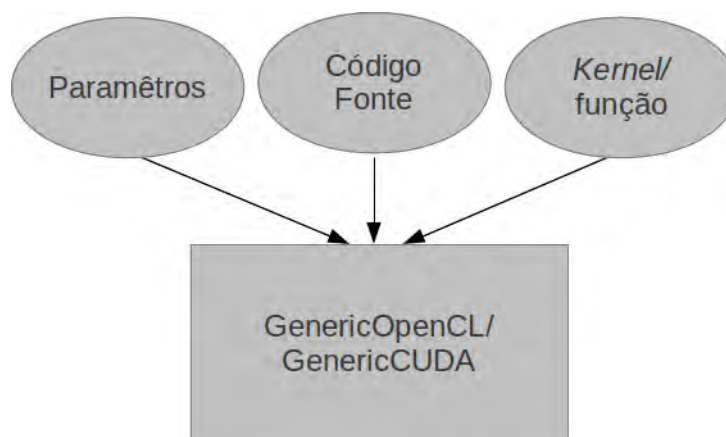 Paramêtros
Código
Fonte
Kernel/
função
GenericOpenCL/
GenericCUDA